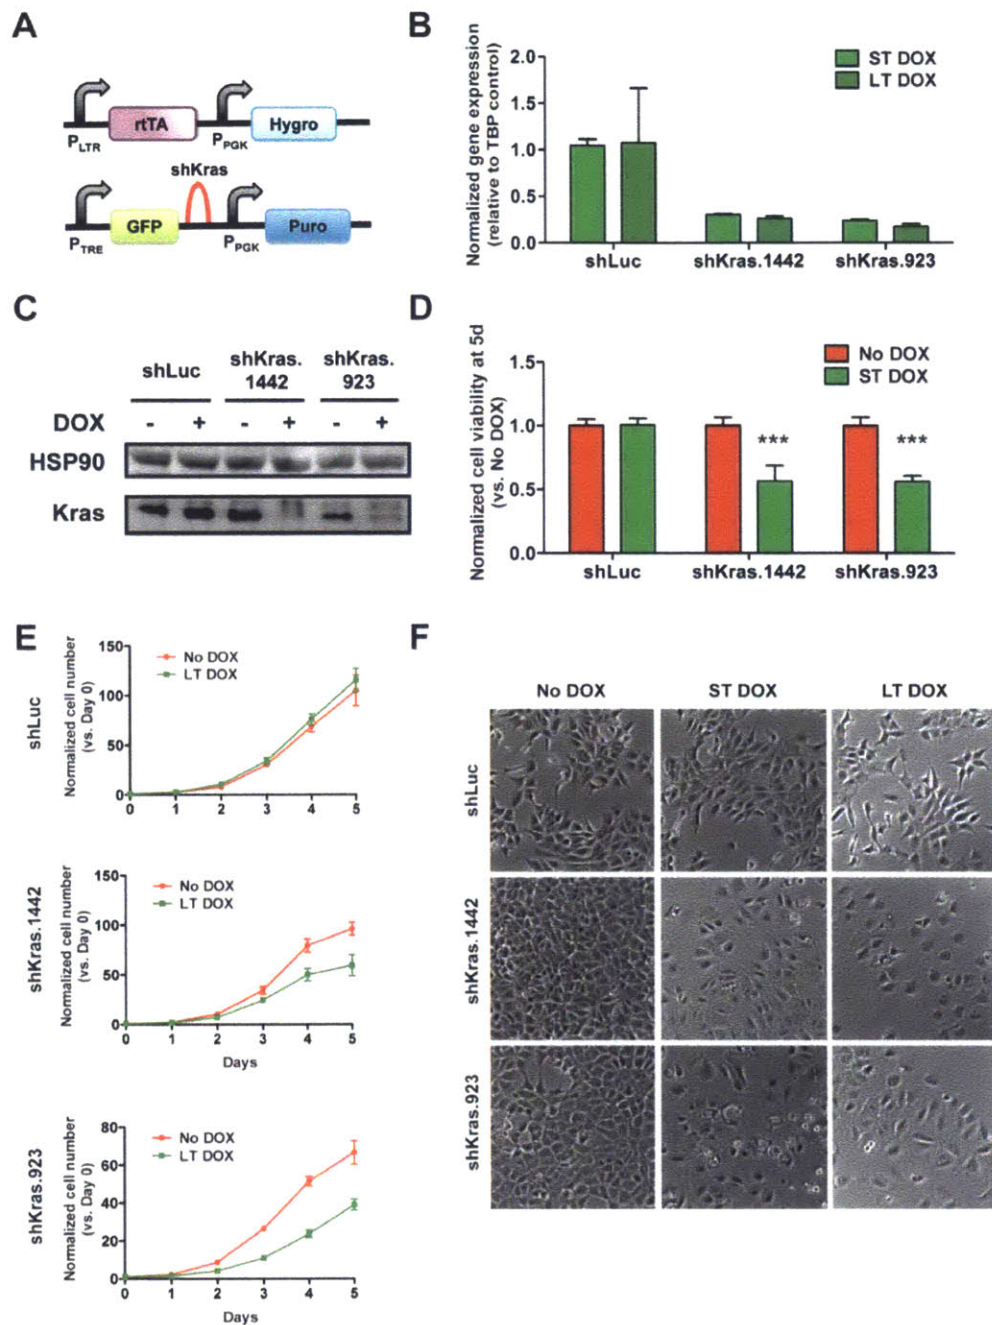 A
rtTA
Hygro
P_LTR
P_PGK
shKras
GFP
Puro
P_TRE
P_PGK
B
Normalized gene expression
(relative to TBP control)
2.0
1.5
1.0
0.5
0.0
ST DOX
LT DOX
shLuc
shKras.1442
shKras.923
C
shLuc
shKras.
1442
shKras.
923
DOX - + - + - +
HSP90
Kras
D
Normalized cell viability at 5d
(vs. No DOX)
1.5
1.0
0.5
0.0
No DOX
ST DOX
***
***
shLuc
shKras.1442
shKras.923
E
shLuc
Normalized cell number
(vs. Day 0)
150
100
50
0
No DOX
LT DOX
0 1 2 3 4 5
shKras.1442
Normalized cell number
(vs. Day 0)
150
100
50
0
No DOX
LT DOX
0 1 2 3 4 5
Days
shKras.923
Normalized cell number
(vs. Day 0)
80
60
40
20
0
No DOX
LT DOX
0 1 2 3 4 5
Days
F
No DOX
ST DOX
LT DOX
shLuc
shKras.1442
shKras.923